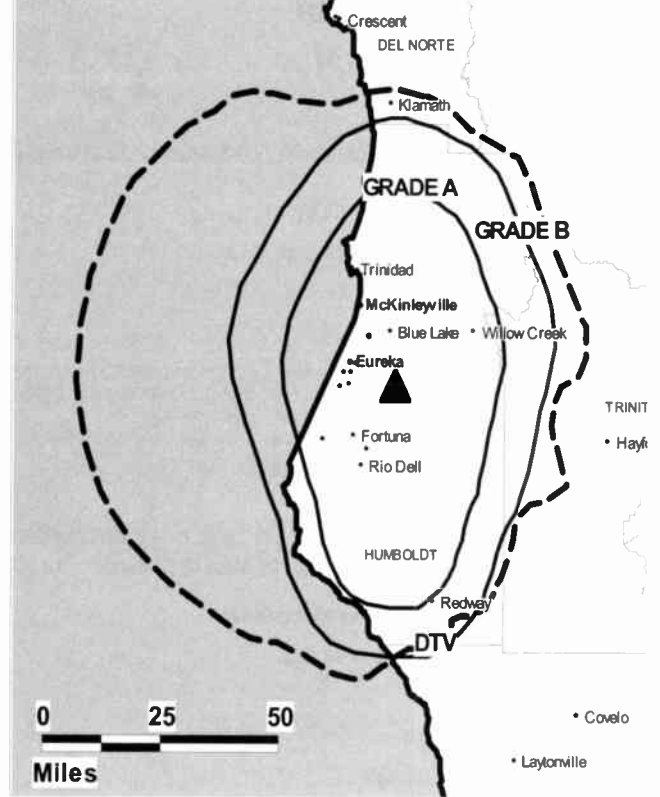 Crescent
DEL NORTE
Klamath
GRADE A
GRADE B
Trinidad
McKinleyville
Blue Lake
Willow Creek
Eureka
TRINIT
Hayf
Fortuna
Rio Dell
HUMBOLDT
Redway
DTV
0 25 50
Miles
Covelo
Laytonville